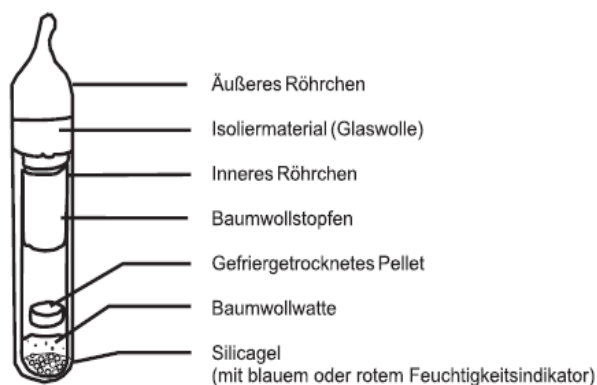 Äußeres Röhrchen
Isoliermaterial (Glaswolle)
Inneres Röhrchen
Baumwollstopfen
Gefriergetrocknetes Pellet
Baumwollwatte
Silicagel
(mit blauem oder rotem Feuchtigkeitsindikator)